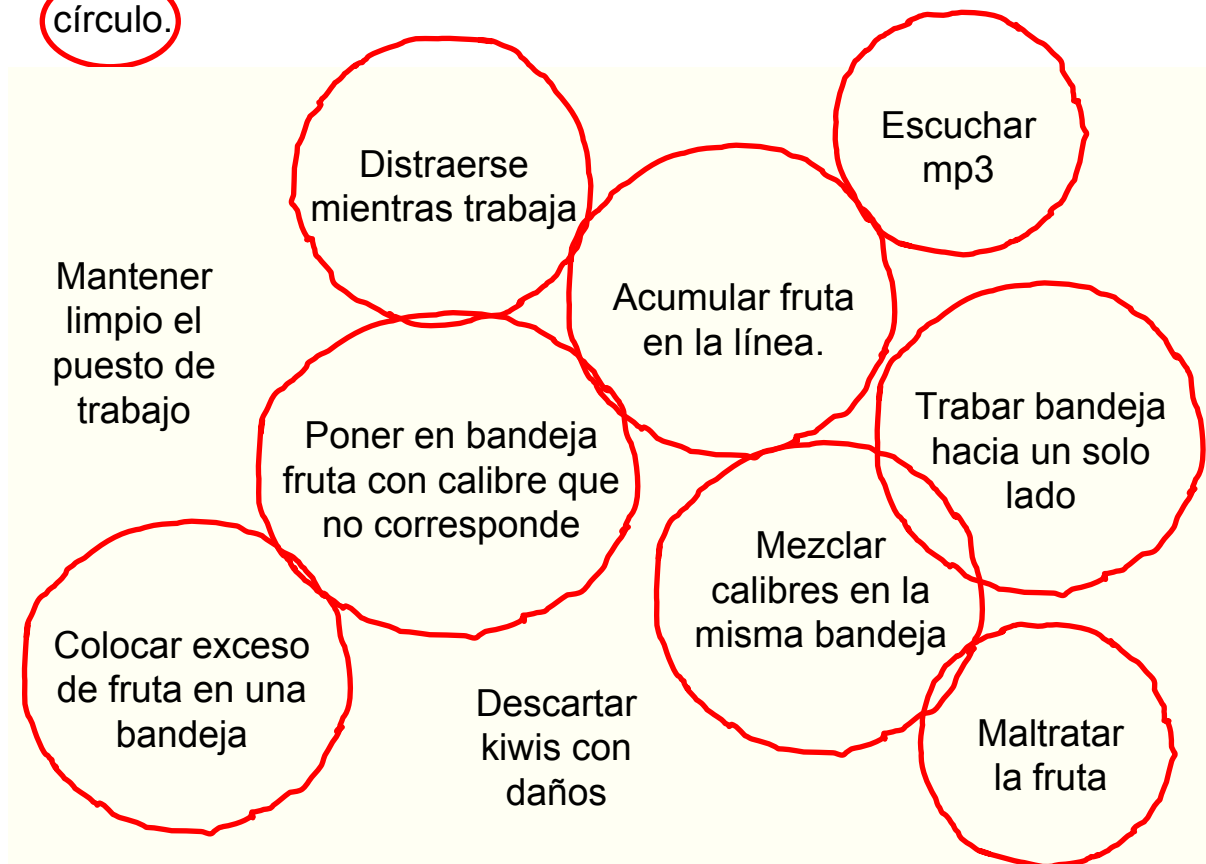 círculo.
Escuchar
mp3
Distraerse
mientras trabaja
Mantener
limpio el
puesto de
trabajo
Acumular fruta
en la línea.
Trabar bandeja
hacia un solo
lado
Poner en bandeja
fruta con calibre que
no corresponde
Mezclar
calibres en la
misma bandeja
Colocar exceso
de fruta en una
bandeja
Descartar
kiwis con
daños
Maltratar
la fruta